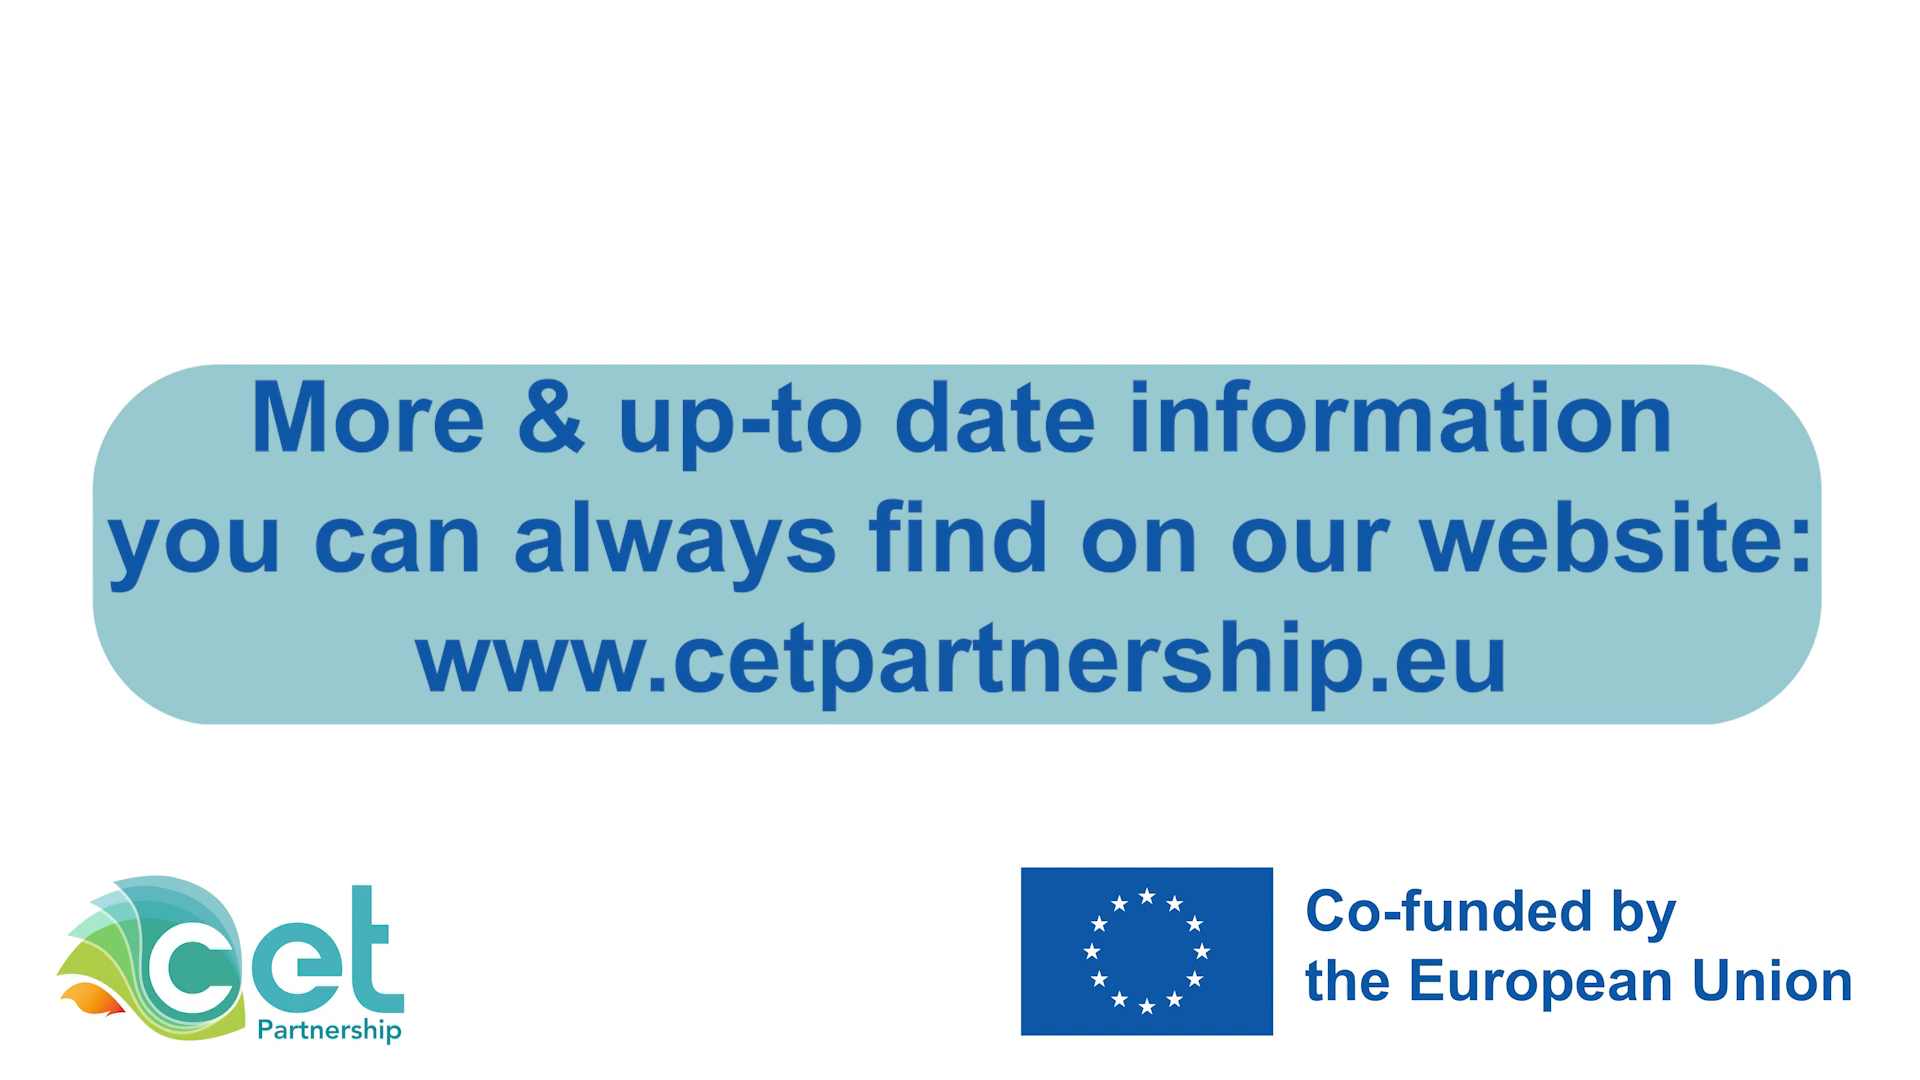 More & up-to date information
you can always find on our website:
www.cetpartnership.eu
cet
Partnership
Co-funded by
the European Union